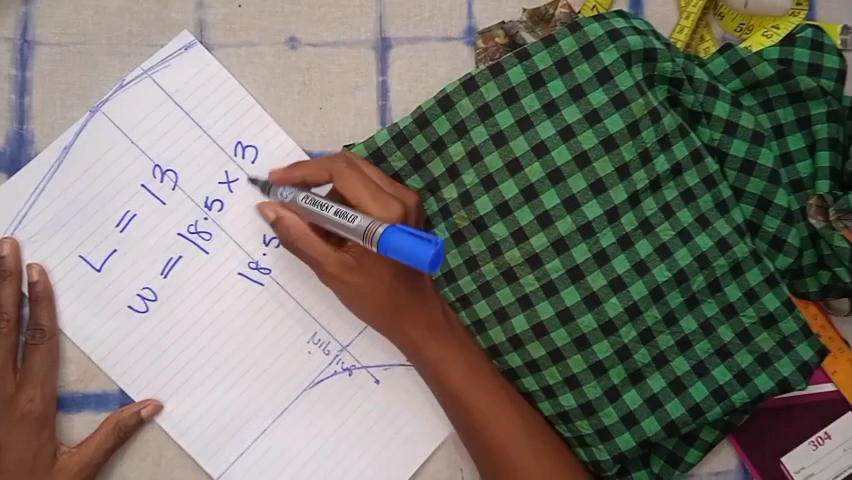 L = 13
W = 18.5 x 3
18.5
PERMANENT MARKER
304